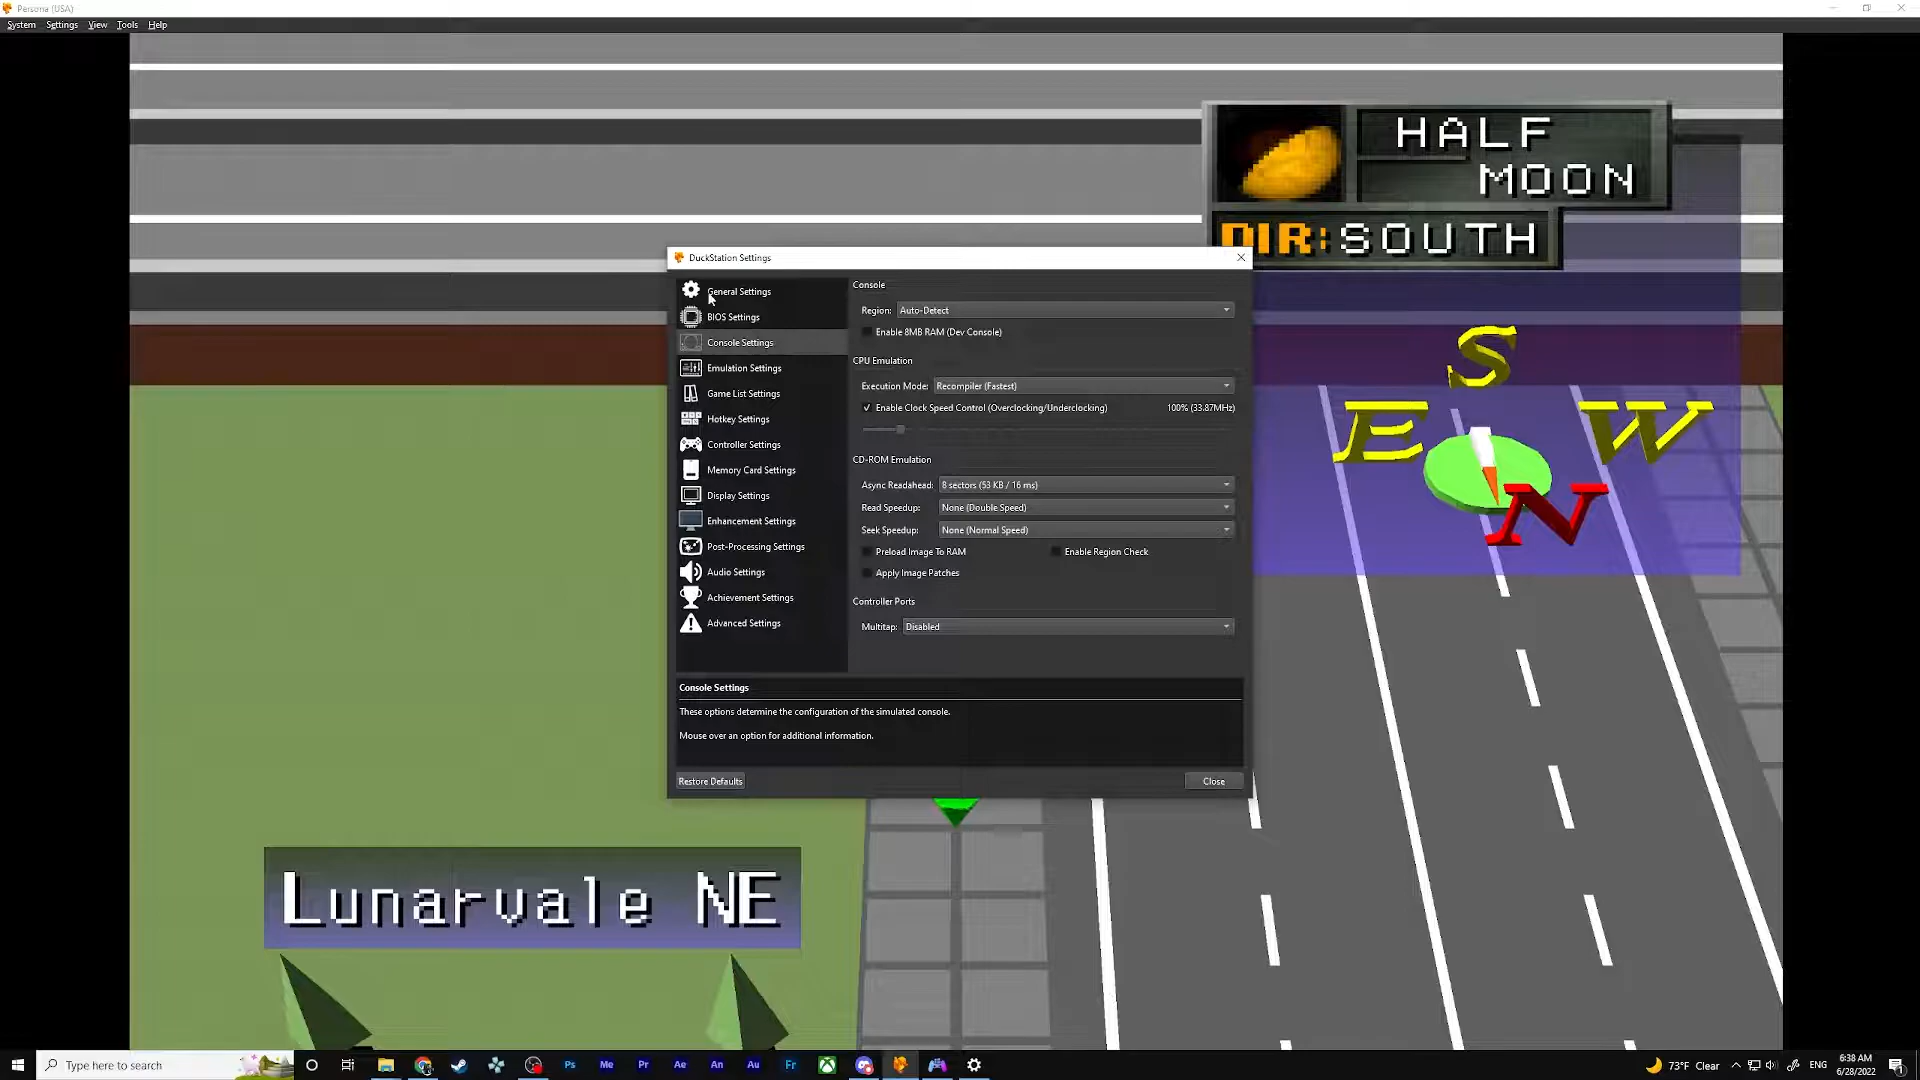 Persona (USA)
System Settings View Tools Help
HALF
MOON
DIR:SOUTH
S
E W
N
DuckStation Settings
General Settings
BIOS Settings
Console Settings
Emulation Settings
Game List Settings
Hotkey Settings
Controller Settings
Memory Card Settings
Display Settings
Enhancement Settings
Post-Processing Settings
Audio Settings
Achievement Settings
Advanced Settings
Console
Region: Auto-Detect
Enable 8MB RAM (Dev Console)
CPU Emulation
Execution Mode: Recompiler (Fastest)
Enable Clock Speed Control (Overclocking/Underclocking) 100% (33.87MHz)
CD-ROM Emulation
Async Readahead: 8 sectors (53 KB / 16 ms)
Read Speedup: None (Double Speed)
Seek Speedup: None (Normal Speed)
Preload Image To RAM Enable Region Check
Apply Image Patches
Controller Ports
Multitap: Disabled
Console Settings
These options determine the configuration of the simulated console.
Mouse over an option for additional information.
Restore Defaults Close
Lunarvale NE
Type here to search
Ps Me Pr Ae An Au Fr
73°F Clear ENG 6:38 AM
6/28/2022